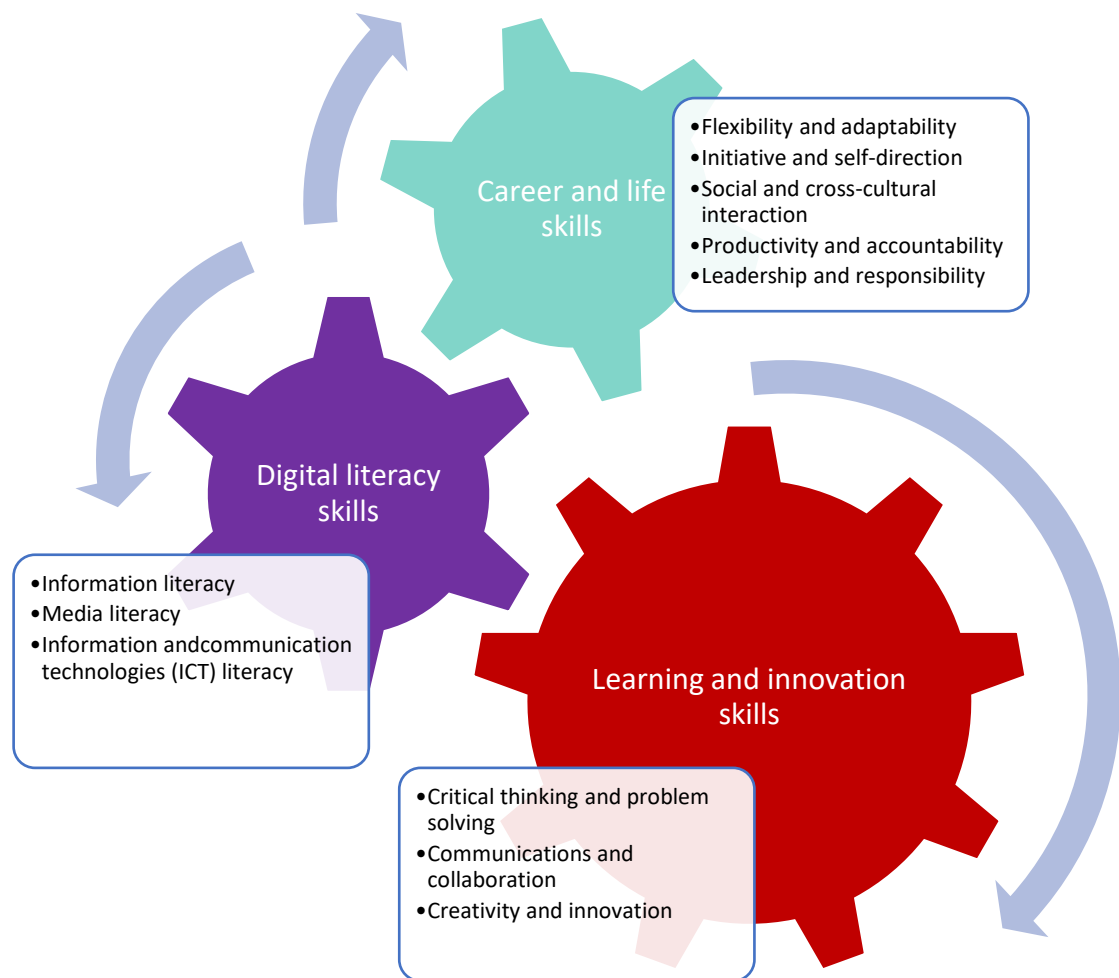 Career and life
skills
•Flexibility and adaptability
•Initiative and self-direction
•Social and cross-cultural
interaction
•Productivity and accountability
•Leadership and responsibility
Digital literacy
skills
•Information literacy
•Media literacy
•Information andcommunication
technologies (ICT) literacy
Learning and innovation
skills
•Critical thinking and problem
solving
•Communications and
collaboration
•Creativity and innovation